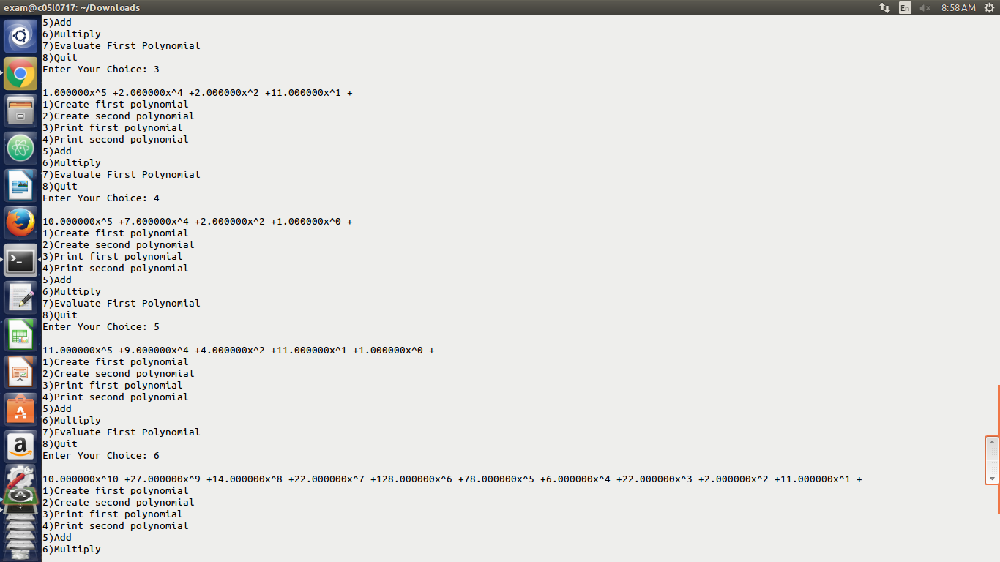 exam@c05l0717: ~/Downloads
En
8:58 AM
5)Add
6)Multiply
7)Evaluate First Polynomial
8)Quit
Enter Your Choice: 3
1.000000x^5 +2.000000x^4 +2.000000x^2 +11.000000x^1 +
1)Create first polynomial
2)Create second polynomial
3)Print first polynomial
4)Print second polynomial
5)Add
6)Multiply
7)Evaluate First Polynomial
8)Quit
Enter Your Choice: 4
10.000000x^5 +7.000000x^4 +2.000000x^2 +1.000000x^0 +
1)Create first polynomial
2)Create second polynomial
3)Print first polynomial
4)Print second polynomial
5)Add
6)Multiply
7)Evaluate First Polynomial
8)Quit
Enter Your Choice: 5
11.000000x^5 +9.000000x^4 +4.000000x^2 +11.000000x^1 +1.000000x^0 +
1)Create first polynomial
2)Create second polynomial
3)Print first polynomial
4)Print second polynomial
5)Add
6)Multiply
7)Evaluate First Polynomial
8)Quit
Enter Your Choice: 6
10.000000x^10 +27.000000x^9 +14.000000x^8 +22.000000x^7 +128.000000x^6 +78.000000x^5 +6.000000x^4 +22.000000x^3 +2.000000x^2 +11.000000x^1 +
1)Create first polynomial
2)Create second polynomial
3)Print first polynomial
4)Print second polynomial
5)Add
6)Multiply